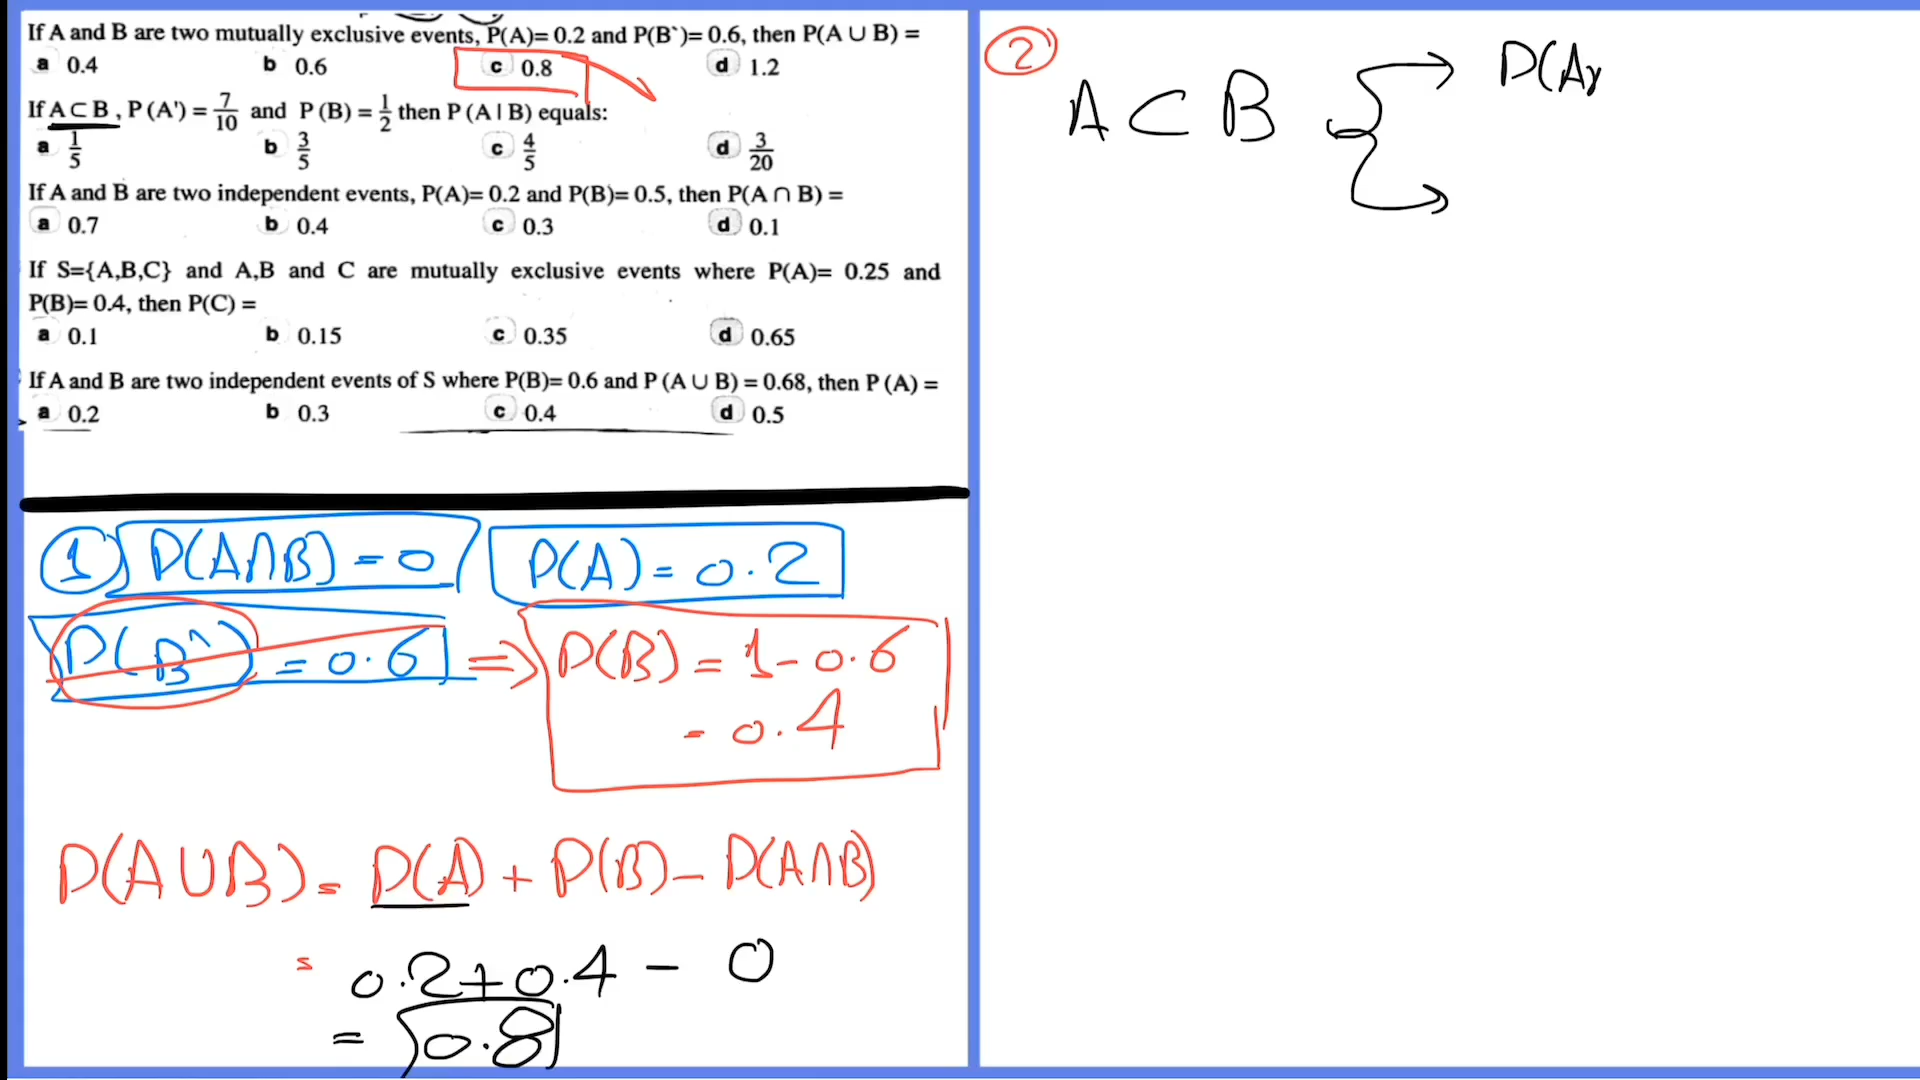 If A and B are two mutually exclusive events, P(A)= 0.2 and P(B`)= 0.6, then P(A ∪ B) =
a 0.4 b 0.6 c 0.8 d 1.2
If A ⊂ B , P (A') = 7/10 and P (B) = 1/2 then P (A | B) equals:
a 1/5 b 3/5 c 4/5 d 3/20
If A and B are two independent events, P(A)= 0.2 and P(B)= 0.5, then P(A ∩ B) =
a 0.7 b 0.4 c 0.3 d 0.1
If S={A,B,C} and A,B and C are mutually exclusive events where P(A)= 0.25 and
P(B)= 0.4, then P(C) =
a 0.1 b 0.15 c 0.35 d 0.65
If A and B are two independent events of S where P(B)= 0.6 and P (A ∪ B) = 0.68, then P (A) =
a 0.2 b 0.3 c 0.4 d 0.5
1 P(A∩B) = 0 P(A) = 0.2
P(B`) = 0.6 ⇒ P(B) = 1 - 0.6
= 0.4
P(A∪B) = P(A) + P(B) - P(A∩B)
= 0.2+0.4 - 0
= 0.8
2
A ⊂ B P(A